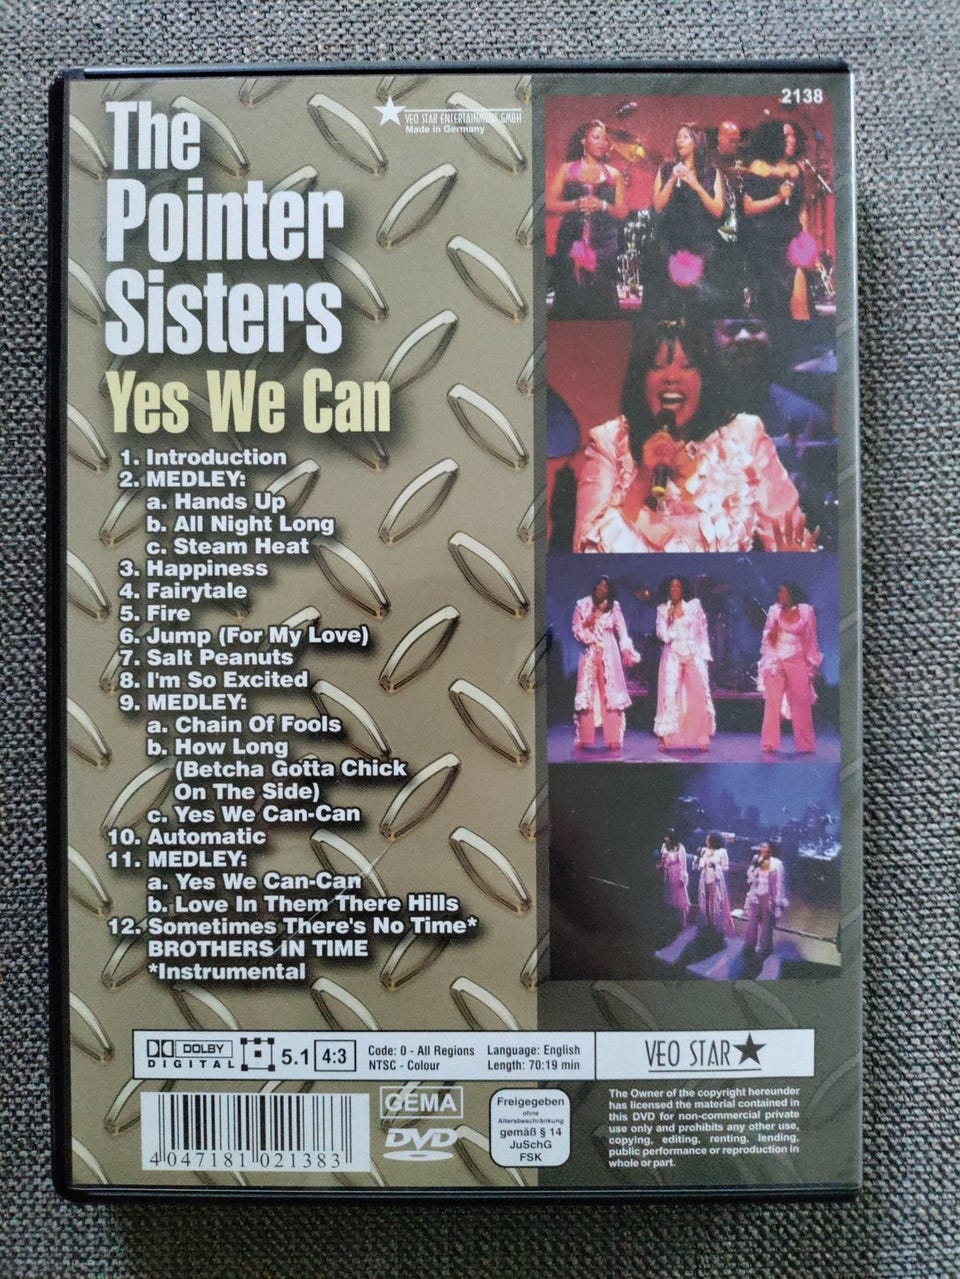 2138
The
Pointer
Sisters
Yes We Can
VEO STAR ENTERTAINMENT GMBH
Made in Germany
1. Introduction
2. MEDLEY:
a. Hands Up
b. All Night Long
c. Steam Heat
3. Happiness
4. Fairytale
5. Fire
6. Jump (For My Love)
7. Salt Peanuts
8. I'm So Excited
9. MEDLEY:
a. Chain Of Fools
b. How Long
(Betcha Gotta Chick
On The Side)
c. Yes We Can-Can
10. Automatic
11. MEDLEY:
a. Yes We Can-Can
b. Love In Them There Hills
12. Sometimes There's No Time*
BROTHERS IN TIME
*Instrumental
DOLBY
DIGITAL
5.1
4:3
Code: 0 - All Regions
NTSC - Colour
Language: English
Length: 70:19 min
VEO STAR
4 047181 021383
GEMA
DVD
Freigegeben
ohne
Altersbeschränkung
gemäß § 14
JuSchG
FSK
The Owner of the copyright hereunder
has licensed the material contained in
this DVD for non-commercial private
use only and prohibits any other use,
copying, editing, renting, lending,
public performance or reproduction in
whole or part.